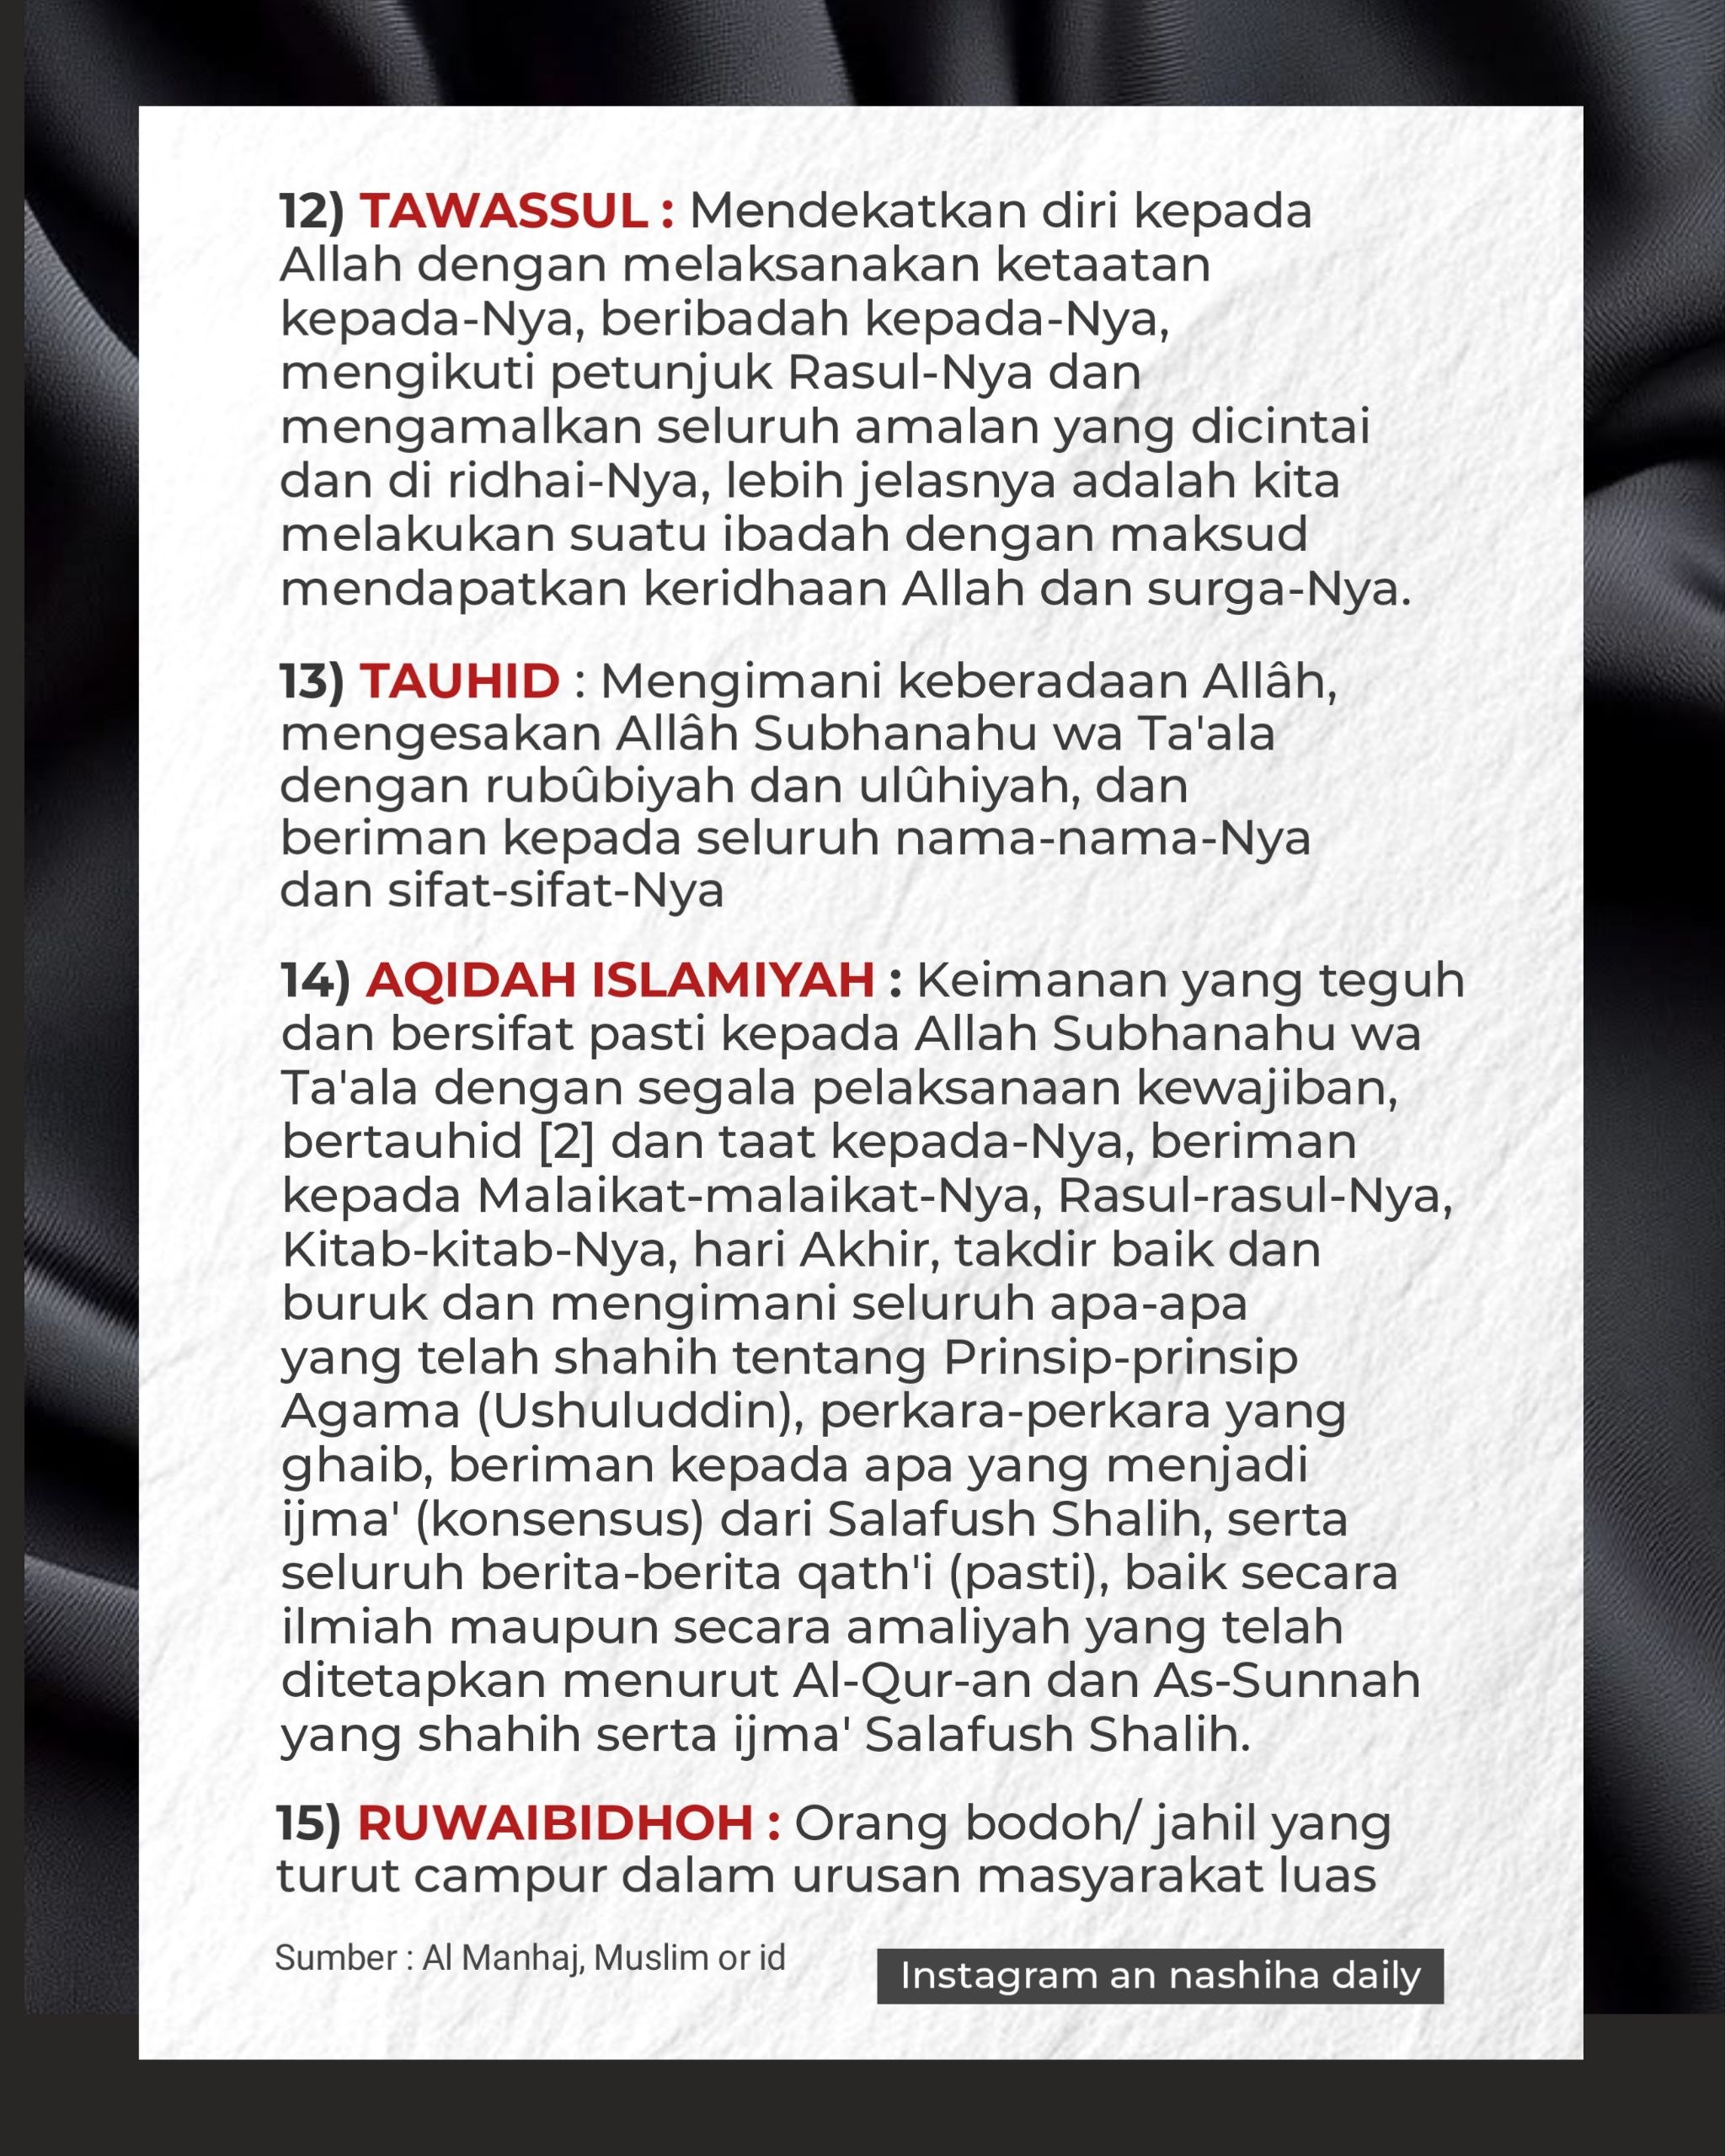 12) TAWASSUL : Mendekatkan diri kepada
Allah dengan melaksanakan ketaatan
kepada-Nya, beribadah kepada-Nya,
mengikuti petunjuk Rasul-Nya dan
mengamalkan seluruh amalan yang dicintai
dan di ridhai-Nya, lebih jelasnya adalah kita
melakukan suatu ibadah dengan maksud
mendapatkan keridhaan Allah dan surga-Nya.
13) TAUHID : Mengimani keberadaan Allâh,
mengesakan Allâh Subhanahu wa Ta'ala
dengan rubûbiyah dan ulûhiyah, dan
beriman kepada seluruh nama-nama-Nya
dan sifat-sifat-Nya
14) AQIDAH ISLAMIYAH : Keimanan yang teguh
dan bersifat pasti kepada Allah Subhanahu wa
Ta'ala dengan segala pelaksanaan kewajiban,
bertauhid [2] dan taat kepada-Nya, beriman
kepada Malaikat-malaikat-Nya, Rasul-rasul-Nya,
Kitab-kitab-Nya, hari Akhir, takdir baik dan
buruk dan mengimani seluruh apa-apa
yang telah shahih tentang Prinsip-prinsip
Agama (Ushuluddin), perkara-perkara yang
ghaib, beriman kepada apa yang menjadi
ijma' (konsensus) dari Salafush Shalih, serta
seluruh berita-berita qath'i (pasti), baik secara
ilmiah maupun secara amaliyah yang telah
ditetapkan menurut Al-Qur-an dan As-Sunnah
yang shahih serta ijma' Salafush Shalih.
15) RUWAIBIDHOH : Orang bodoh/ jahil yang
turut campur dalam urusan masyarakat luas
Sumber : Al Manhaj, Muslim or id
Instagram an nashiha daily